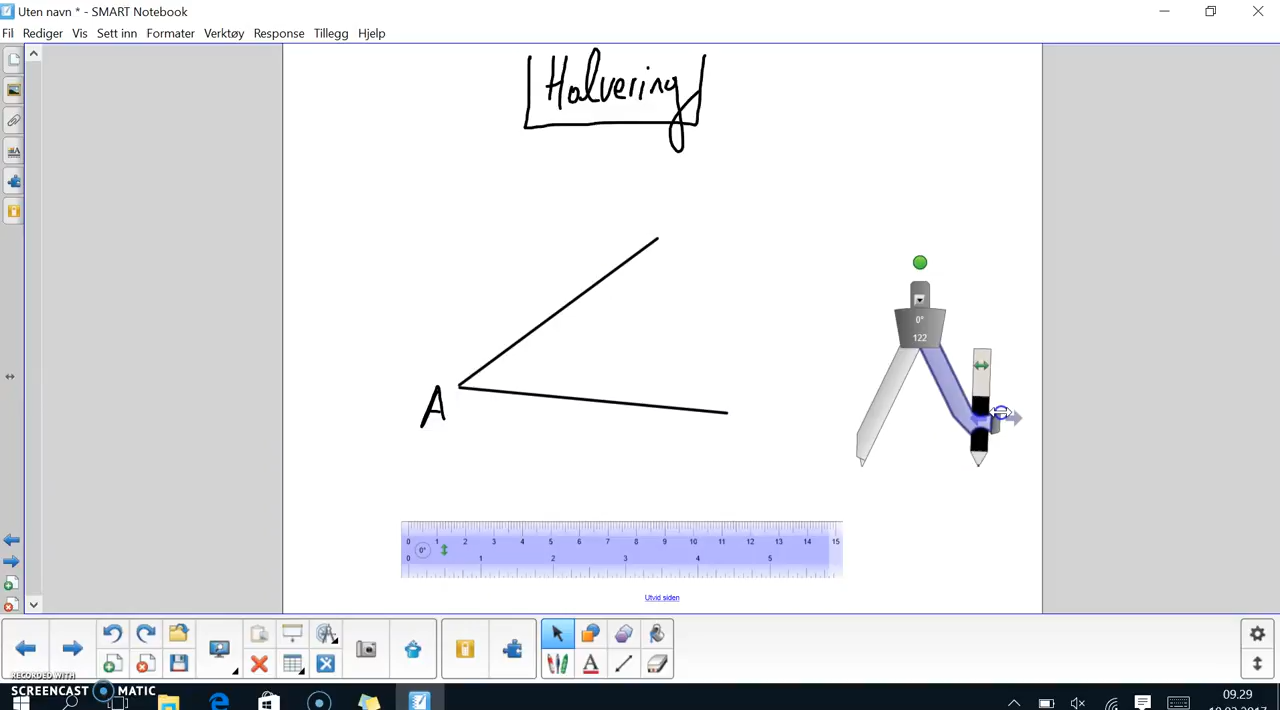 Uten navn * - SMART Notebook
Fil Rediger Vis Sett inn Formater Verktøy Response Tillegg Hjelp
Halvering
0°
122
A
0 1 2 3 4 5 6 7 8 9 10 11 12 13 14 15
0°
0 1 2 3 4 5
Utvid siden
RECORDED WITH
SCREENCAST MATIC
09.29